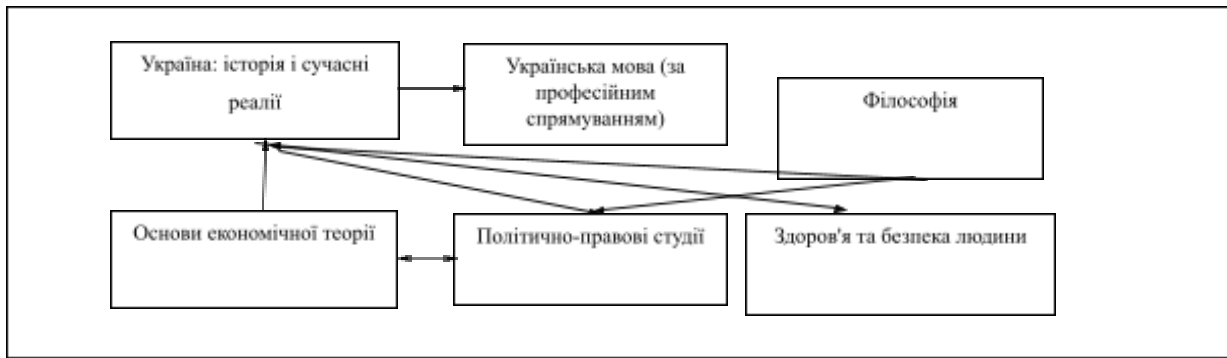 Україна: історія і сучасні
реалії
Українська мова (за
професійним
спрямуванням)
Філософія
Основи економічної теорії
Політично-правові студії
Здоров'я та безпека людини